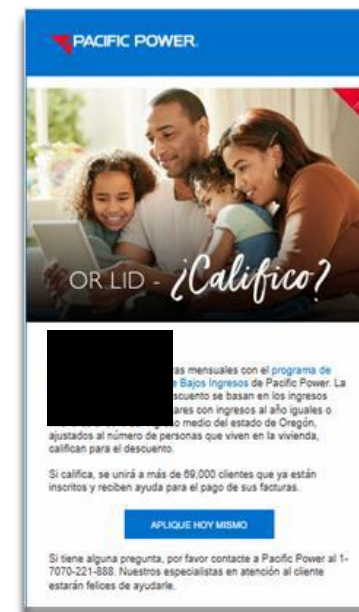 PACIFIC POWER.
OR LID - ¿Califico?
ras mensuales con el programa de
e Bajos Ingresos de Pacific Power. La
scuento se basan en los ingresos
ares con ingresos al año iguales o
o medio del estado de Oregón,
ajustados al número de personas que viven en la vivienda,
califican para el descuento.
Si califica, se unirá a más de 69,000 clientes que ya están
inscritos y reciben ayuda para el pago de sus facturas.
APLIQUE HOY MISMO
Si tiene alguna pregunta, por favor contacte a Pacific Power al 1-
7070-221-888. Nuestros especialistas en atención al cliente
estarán felices de ayudarle.